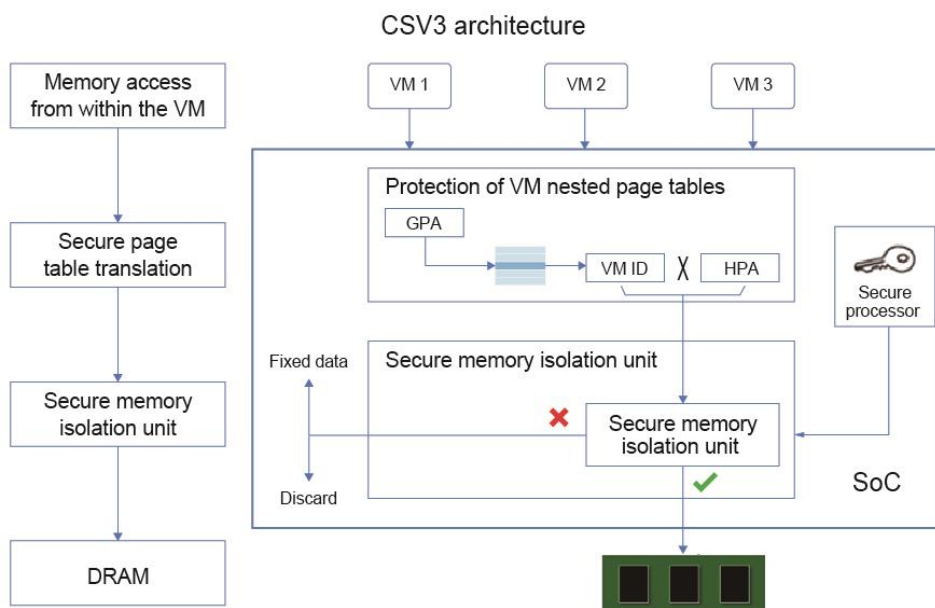 CSV3 architecture
Memory access
from within the VM
Secure page
table translation
Secure memory
isolation unit
DRAM
VM 1
VM 2
VM 3
Protection of VM nested page tables
GPA
VM ID
HPA
Secure
processor
Secure memory isolation unit
Fixed data
Secure memory
isolation unit
Discard
SoC